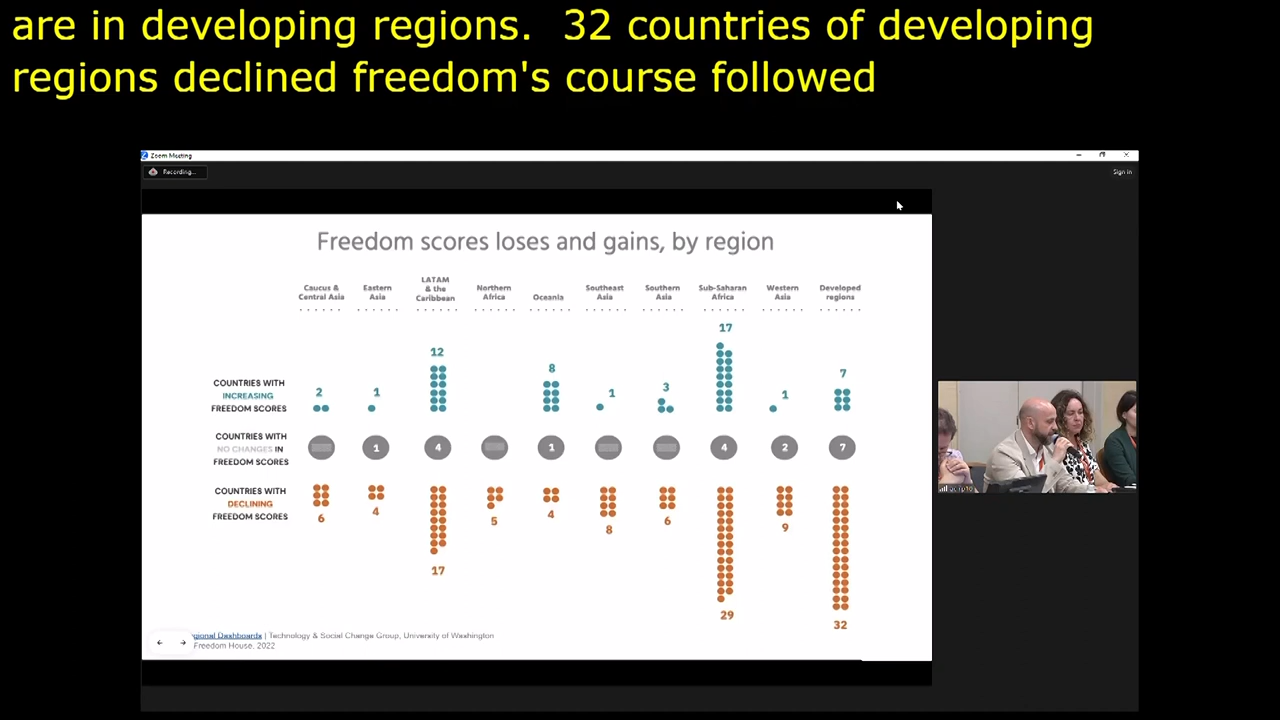 are in developing regions.  32 countries of developing
regions declined freedom's course followed
Zoom Meeting
Recording...
Sign in
Freedom scores loses and gains, by region
Caucus &
Central Asia
Eastern
Asia
LATAM
& the
Caribbean
Northern
Africa
Oceania
Southeast
Asia
Southern
Asia
Sub-Saharan
Africa
Western
Asia
Developed
regions
COUNTRIES WITH
INCREASING
FREEDOM SCORES
2
1
12
8
1
3
17
1
7
COUNTRIES WITH
NO CHANGES IN
FREEDOM SCORES
1
4
1
4
2
7
COUNTRIES WITH
DECLINING
FREEDOM SCORES
6
4
17
5
4
8
6
29
9
32
gional Dashboards | Technology & Social Change Group, University of Washington
Freedom House, 2022